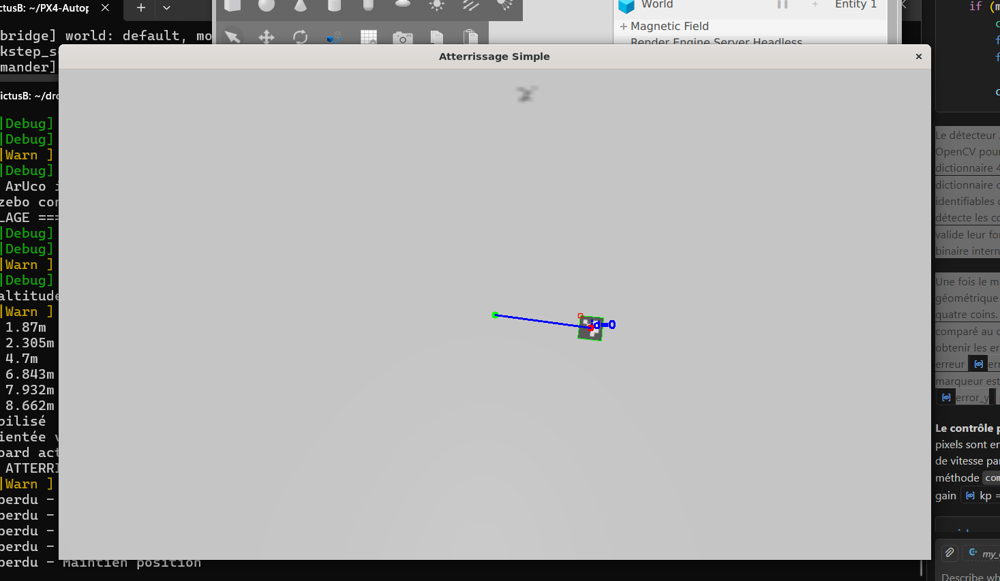 ctusB: ~/PX4-Autop
bridge] world: default, mo
kstep_s
mander]
World
Entity 1
Magnetic Field
Render Engine Server Headless
if (m
Atterrissage Simple
ictusB: ~/dro
|Debug]
|Debug]
|Warn ]
|Debug]
ArUco i
zebo con
LAGE ===
|Debug]
|Debug]
|Warn ]
|Debug]
altitude
|Warn ]
1.87m
2.305m
4.7m
6.843m
7.932m
8.662m
bilisé
ientée v
oard act
ATTERRI
|Warn ]
perdu -
perdu -
perdu -
perdu -
perdu - Maintien position
id=0
Le détecteur
OpenCV pour
dictionnaire 4
dictionnaire d
identifiables
détecte les co
valide leur fo
binaire intern
Une fois le m
géométrique
quatre coins.
comparé au c
obtenir les er
erreur err
marqueur est
error_y
Le contrôle p
pixels sont er
de vitesse pa
méthode com
gain kp =
my_
Describe wh